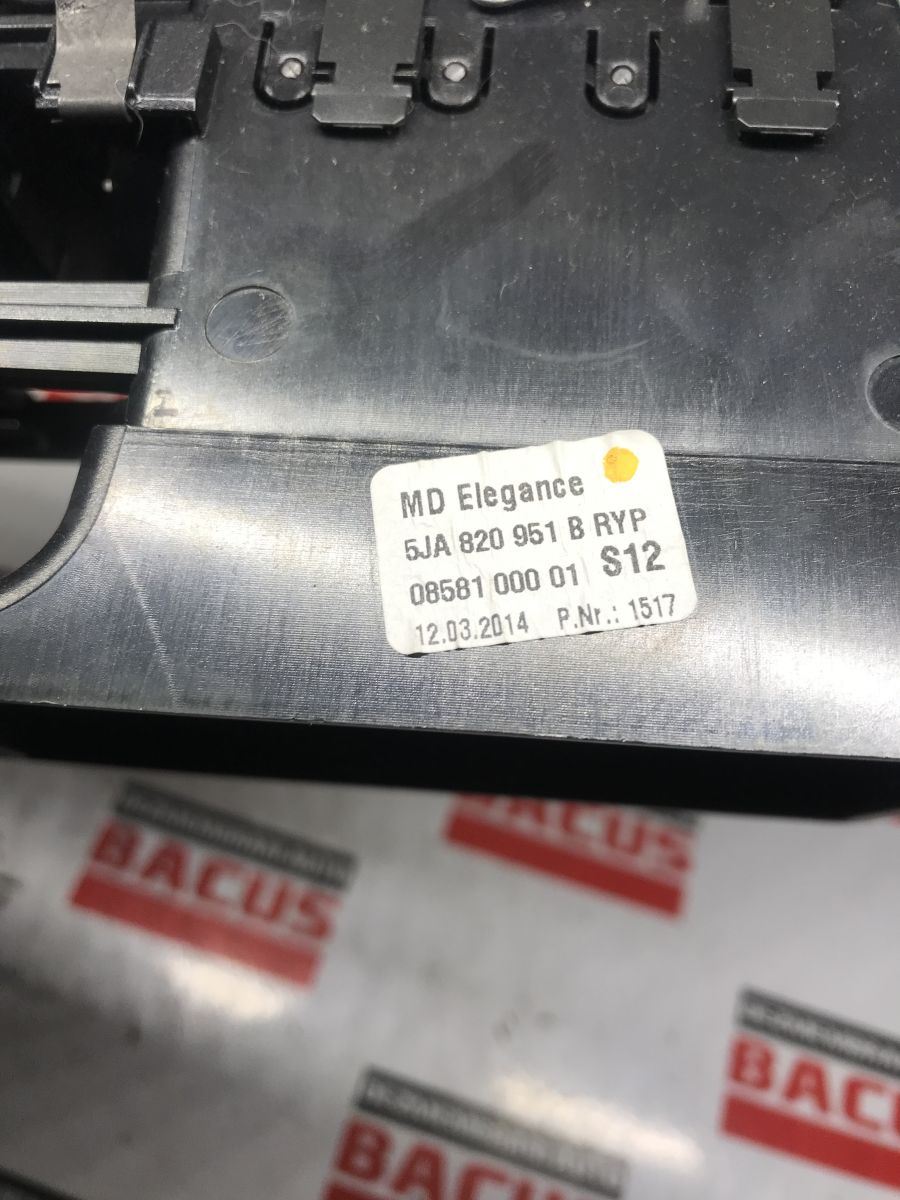 MD Elegance
5JA 820 951 B RYP
08581 000 01 S12
12.03.2014 P.Nr.: 1517
BACUS
BACUS
BACUS
BACUS